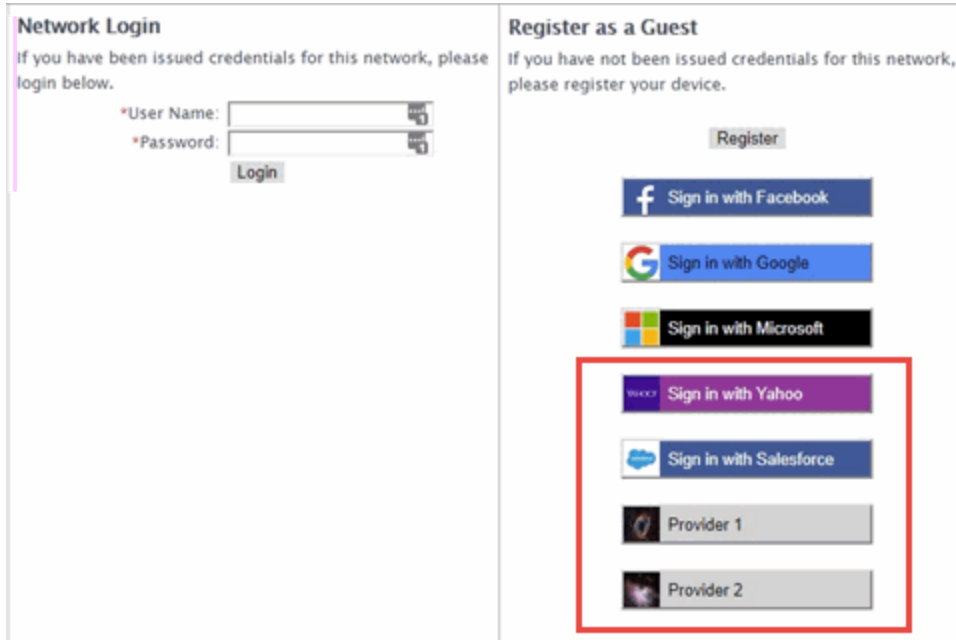 Network Login
If you have been issued credentials for this network, please
login below.
*User Name:
*Password:
Login
Register as a Guest
If you have not been issued credentials for this network,
please register your device.
Register
Sign in with Facebook
Sign in with Google
Sign in with Microsoft
YAHOO!
Sign in with Yahoo
Sign in with Salesforce
Provider 1
Provider 2